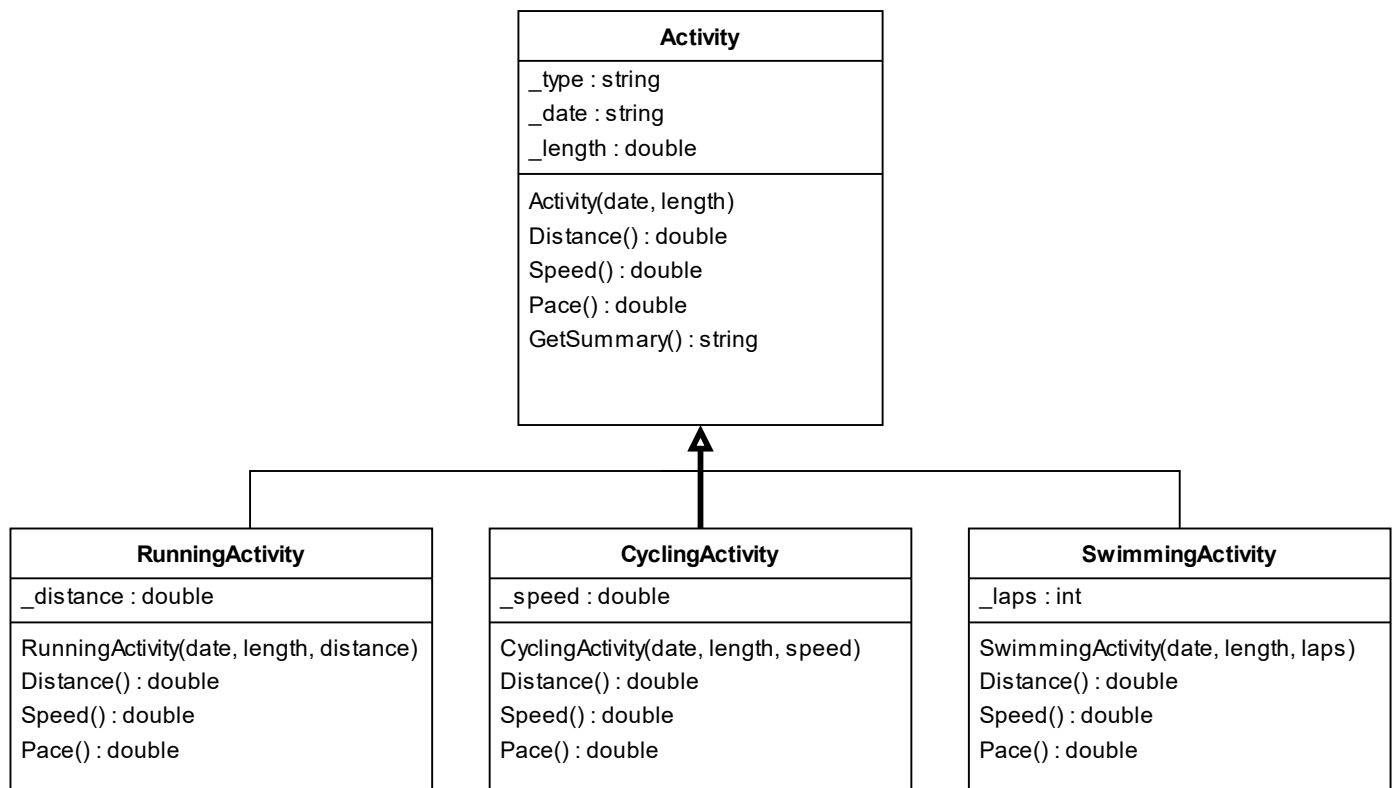 Activity
_type : string
_date : string
_length : double
Activity(date, length)
Distance() : double
Speed() : double
Pace() : double
GetSummary() : string
RunningActivity
_distance : double
RunningActivity(date, length, distance)
Distance() : double
Speed() : double
Pace() : double
CyclingActivity
_speed : double
CyclingActivity(date, length, speed)
Distance() : double
Speed() : double
Pace() : double
SwimmingActivity
_laps : int
SwimmingActivity(date, length, laps)
Distance() : double
Speed() : double
Pace() : double